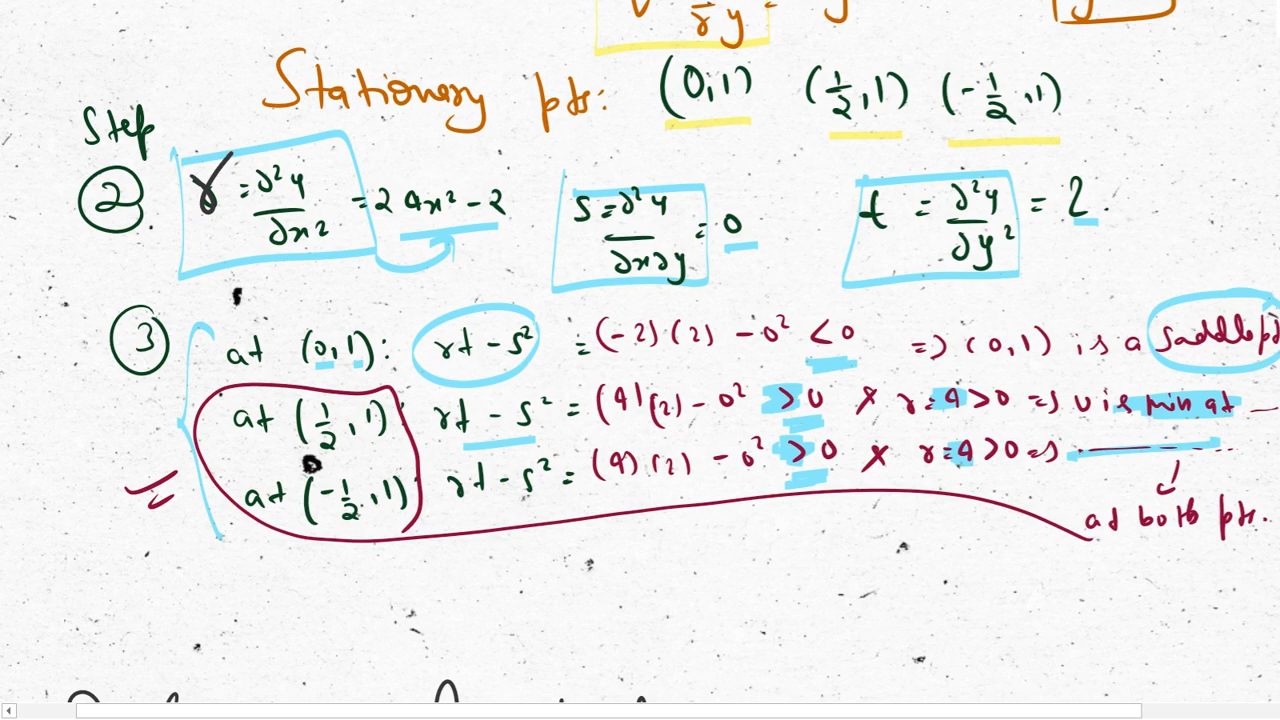 Stationary pts: (0,1) (1/2,1) (-1/2,1)
Step
② r = ∂²u/∂x² = 24x² - 2 s = ∂²u/∂x∂y = 0 t = ∂²u/∂y² = 2.
③ at (0,1): rt - s² = (-2)(2) - 0² < 0 => (0,1) is a saddle pt
at (1/2,1) rt - s² = (4)(2) - 0² > 0 & r = 4 > 0 => u is min at —
at (-1/2,1) rt - s² = (4)(2) - 0² > 0 & r = 4 > 0 => ........
at both pts.